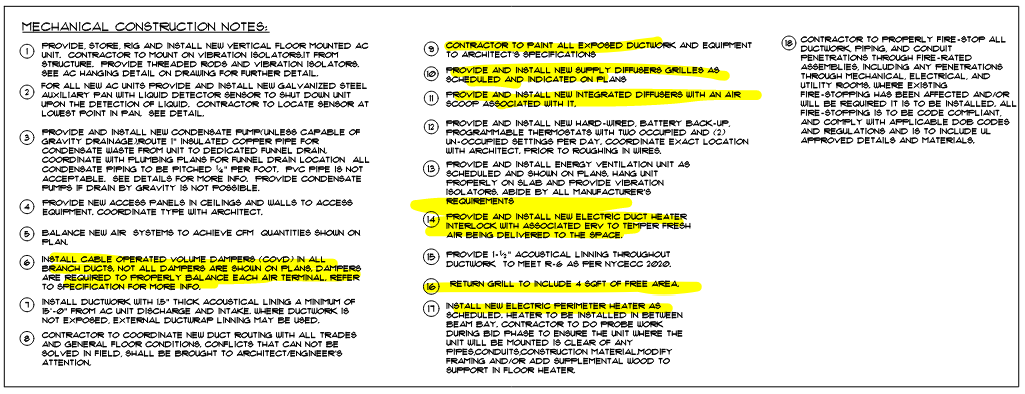 MECHANICAL CONSTRUCTION NOTES:
1 PROVIDE, STORE, RIG AND INSTALL NEW VERTICAL FLOOR MOUNTED AC
UNIT. CONTRACTOR TO MOUNT ON VIBRATION ISOLATORS.IT FROM
STRUCTURE. PROVIDE THREADED RODS AND VIBRATION ISOLATORS.
SEE AC HANGING DETAIL ON DRAWING FOR FURTHER DETAIL.
2 FOR ALL NEW AC UNITS PROVIDE AND INSTALL NEW GALVANIZED STEEL
AUXILIARY PAN WITH LIQUID DETECTOR SENSOR TO SHUT DOWN UNIT
UPON THE DETECTION OF LIQUID. CONTRACTOR TO LOCATE SENSOR AT
LOWEST POINT IN PAN. SEE DETAIL.
3 PROVIDE AND INSTALL NEW CONDENSATE PUMP(UNLESS CAPABLE OF
GRAVITY DRAINAGE).ROUTE 1" INSULATED COPPER PIPE FOR
CONDENSATE WASTE FROM UNIT TO DEDICATED FUNNEL DRAIN.
COORDINATE WITH PLUMBING PLANS FOR FUNNEL DRAIN LOCATION ALL
CONDENSATE PIPING TO BE PITCHED ¼" PER FOOT. PVC PIPE IS NOT
ACCEPTABLE. SEE DETAILS FOR MORE INFO. PROVIDE CONDENSATE
PUMPS IF DRAIN BY GRAVITY IS NOT POSSIBLE.
4 PROVIDE NEW ACCESS PANELS IN CEILINGS AND WALLS TO ACCESS
EQUIPMENT. COORDINATE TYPE WITH ARCHITECT.
5 BALANCE NEW AIR SYSTEMS TO ACHIEVE CFM QUANTITIES SHOWN ON
PLAN.
6 INSTALL CABLE OPERATED VOLUME DAMPERS (COVD) IN ALL
BRANCH DUCTS. NOT ALL DAMPERS ARE SHOWN ON PLANS. DAMPERS
ARE REQUIRED TO PROPERLY BALANCE EACH AIR TERMINAL. REFER
TO SPECIFICATION FOR MORE INFO.
7 INSTALL DUCTWORK WITH 1.5" THICK ACOUSTICAL LINING A MINIMUM OF
15'-0" FROM AC UNIT DISCHARGE AND INTAKE. WHERE DUCTWORK IS
NOT EXPOSED, EXTERNAL DUCTWRAP LINNING MAY BE USED.
8 CONTRACTOR TO COORDINATE NEW DUCT ROUTING WITH ALL TRADES
AND GENERAL FLOOR CONDITIONS. CONFLICTS THAT CAN NOT BE
SOLVED IN FIELD, SHALL BE BROUGHT TO ARCHITECT/ENGINEER'S
ATTENTION.
9 CONTRACTOR TO PAINT ALL EXPOSED DUCTWORK AND EQUIPMENT
TO ARCHITECT'S SPECIFICATIONS
10 PROVIDE AND INSTALL NEW SUPPLY DIFFUSERS GRILLES AS
SCHEDULED AND INDICATED ON PLANS
11 PROVIDE AND INSTALL NEW INTEGRATED DIFFUSERS WITH AN AIR
SCOOP ASSOCIATED WITH IT.
12 PROVIDE AND INSTALL NEW HARD-WIRED, BATTERY BACK-UP,
PROGRAMMABLE THERMOSTATS WITH TWO OCCUPIED AND (2)
UN-OCCUPIED SETTINGS PER DAY. COORDINATE EXACT LOCATION
WITH ARCHITECT. PRIOR TO ROUGHING IN WIRES.
13 PROVIDE AND INSTALL ENERGY VENTILATION UNIT AS
SCHEDULED AND SHOWN ON PLANS. HANG UNIT
PROPERLY ON SLAB AND PROVIDE VIBRATION
ISOLATORS. ABIDE BY ALL MANUFACTURER'S
REQUIREMENTS
14 PROVIDE AND INSTALL NEW ELECTRIC DUCT HEATER
INTERLOCK WITH ASSOCIATED ERV TO TEMPER FRESH
AIR BEING DELIVERED TO THE SPACE.
15 PROVIDE 1-½" ACOUSTICAL LINNING THROUGHOUT
DUCTWORK TO MEET R-6 AS PER NYCECC 2020.
16 RETURN GRILL TO INCLUDE 4 SQFT OF FREE AREA.
17 INSTALL NEW ELECTRIC PERIMETER HEATER AS
SCHEDULED. HEATER TO BE INSTALLED IN BETWEEN
BEAM BAY. CONTRACTOR TO DO PROBE WORK
DURING BID PHASE TO ENSURE THE UNIT WHERE THE
UNIT WILL BE MOUNTED IS CLEAR OF ANY
PIPES,CONDUITS,CONSTRUCTION MATERIAL.MODIFY
FRAMING AND/OR ADD SUPPLEMENTAL WOOD TO
SUPPORT IN FLOOR HEATER.
18 CONTRACTOR TO PROPERLY FIRE-STOP ALL
DUCTWORK, PIPING, AND CONDUIT
PENETRATIONS THROUGH FIRE-RATED
ASSEMBLIES, INCLUDING ANY PENETRATIONS
THROUGH MECHANICAL, ELECTRICAL, AND
UTILITY ROOMS, WHERE EXISTING
FIRE-STOPPING HAS BEEN AFFECTED AND/OR
WILL BE REQUIRED IT IS TO BE INSTALLED. ALL
FIRE-STOPPING IS TO BE CODE COMPLIANT,
AND COMPLY WITH APPLICABLE DOB CODES
AND REGULATIONS AND IS TO INCLUDE UL
APPROVED DETAILS AND MATERIALS.